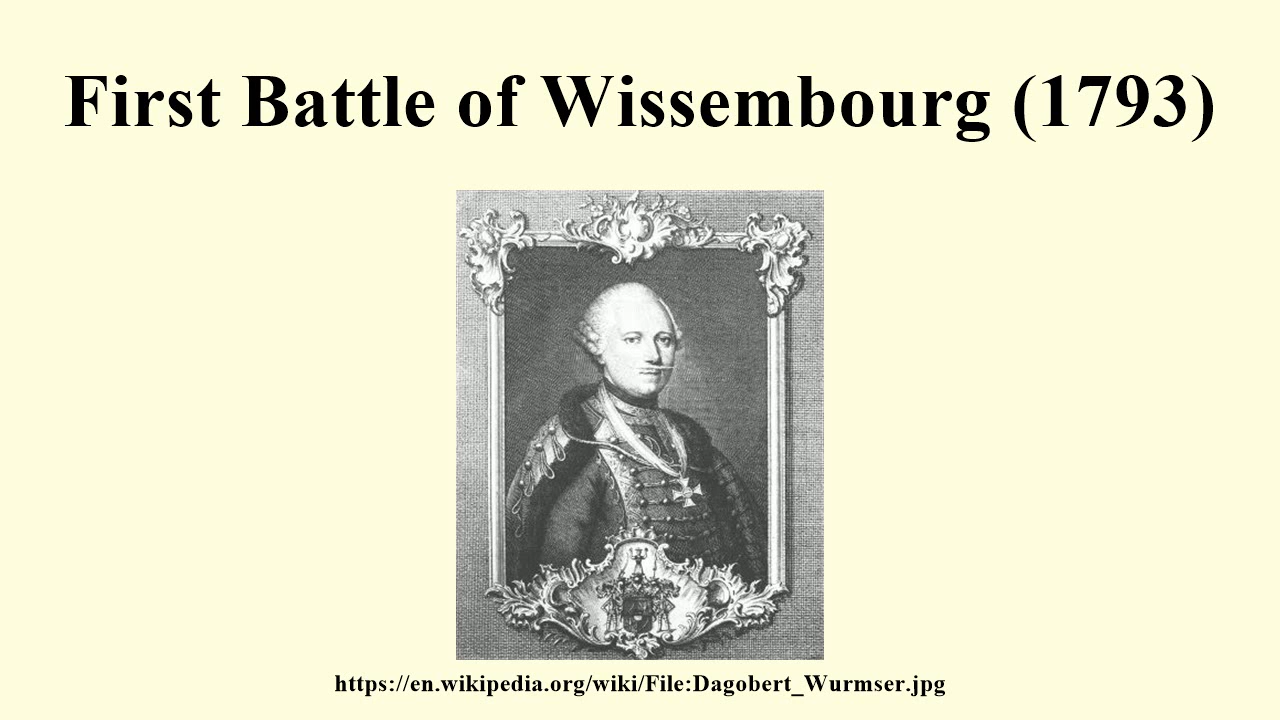 First Battle of Wissembourg (1793)
https://en.wikipedia.org/wiki/File:Dagobert_Wurmser.jpg